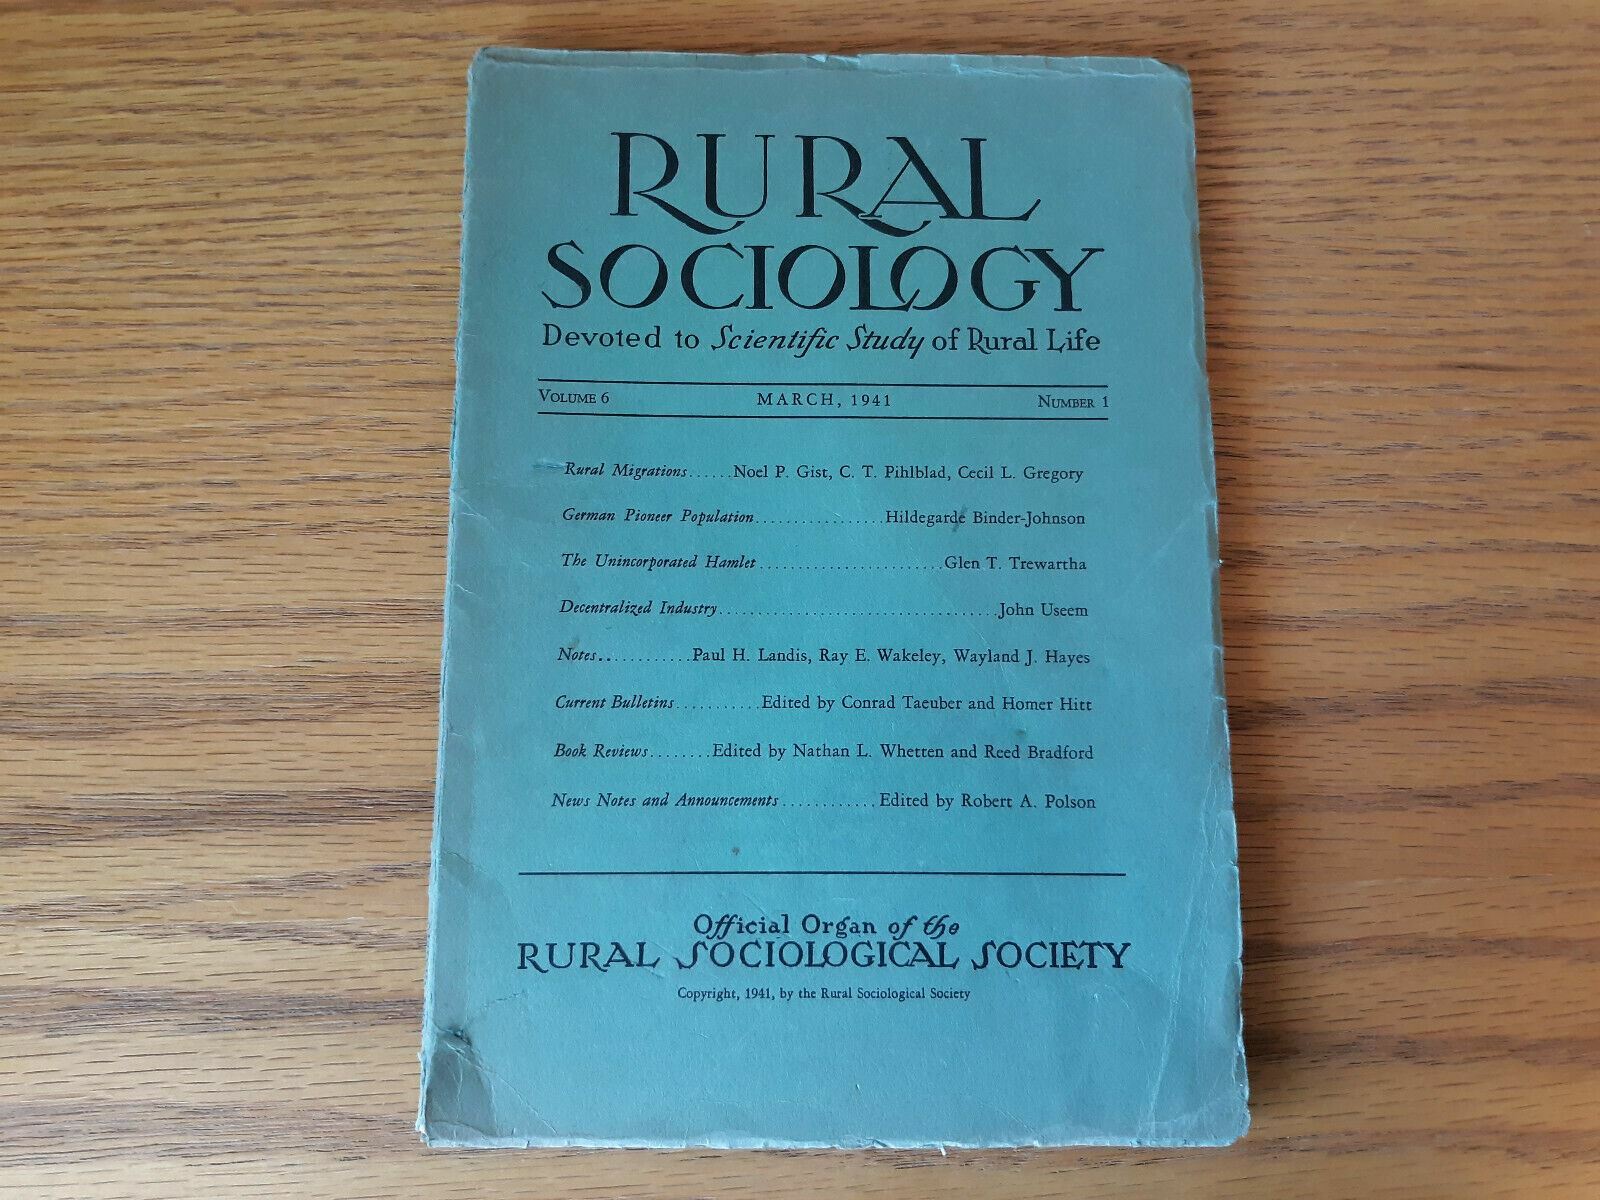 RURAL
SOCIOLOGY
Devoted to Scientific Study of Rural Life
VOLUME 6 MARCH, 1941 NUMBER 1
Rural Migrations......Noel P. Gist, C. T. Pihlblad, Cecil L. Gregory
German Pioneer Population.................Hildegarde Binder-Johnson
The Unincorporated Hamlet........................Glen T. Trewartha
Decentralized Industry.....................................John Useem
Notes............Paul H. Landis, Ray E. Wakeley, Wayland J. Hayes
Current Bulletins...........Edited by Conrad Taeuber and Homer Hitt
Book Reviews........Edited by Nathan L. Whetten and Reed Bradford
News Notes and Announcements............Edited by Robert A. Polson
Official Organ of the
RURAL SOCIOLOGICAL SOCIETY
Copyright, 1941, by the Rural Sociological Society